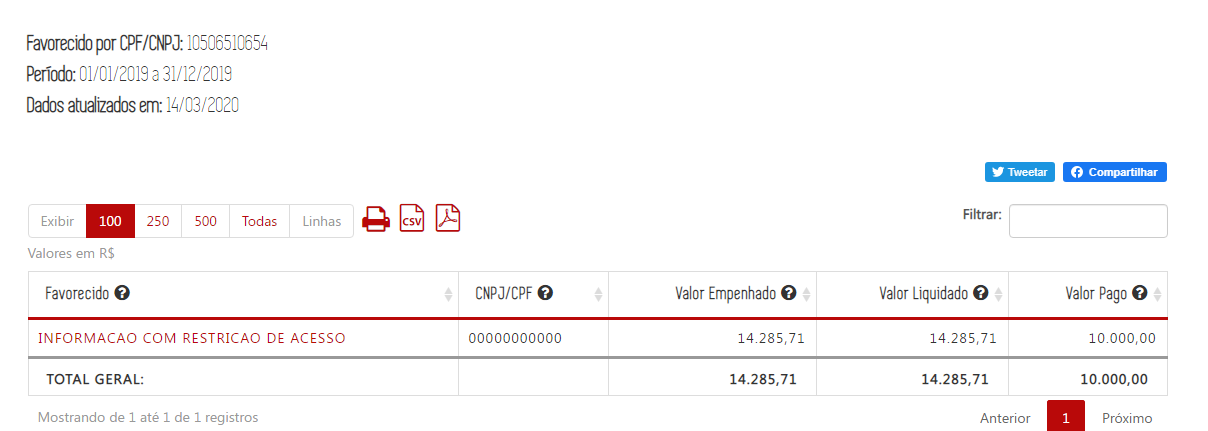 Favorecido por CPF/CNPJ: 10506510654
Período: 01/01/2019 a 31/12/2019
Dados atualizados em: 14/03/2020
Tweetar Compartilhar
Exibir 100 250 500 Todas Linhas CSV Filtrar:
Valores em R$
Favorecido ? CNPJ/CPF ? Valor Empenhado ? Valor Liquidado ? Valor Pago ?
INFORMACAO COM RESTRICAO DE ACESSO 00000000000 14.285,71 14.285,71 10.000,00
TOTAL GERAL: 14.285,71 14.285,71 10.000,00
Mostrando de 1 até 1 de 1 registros Anterior 1 Próximo